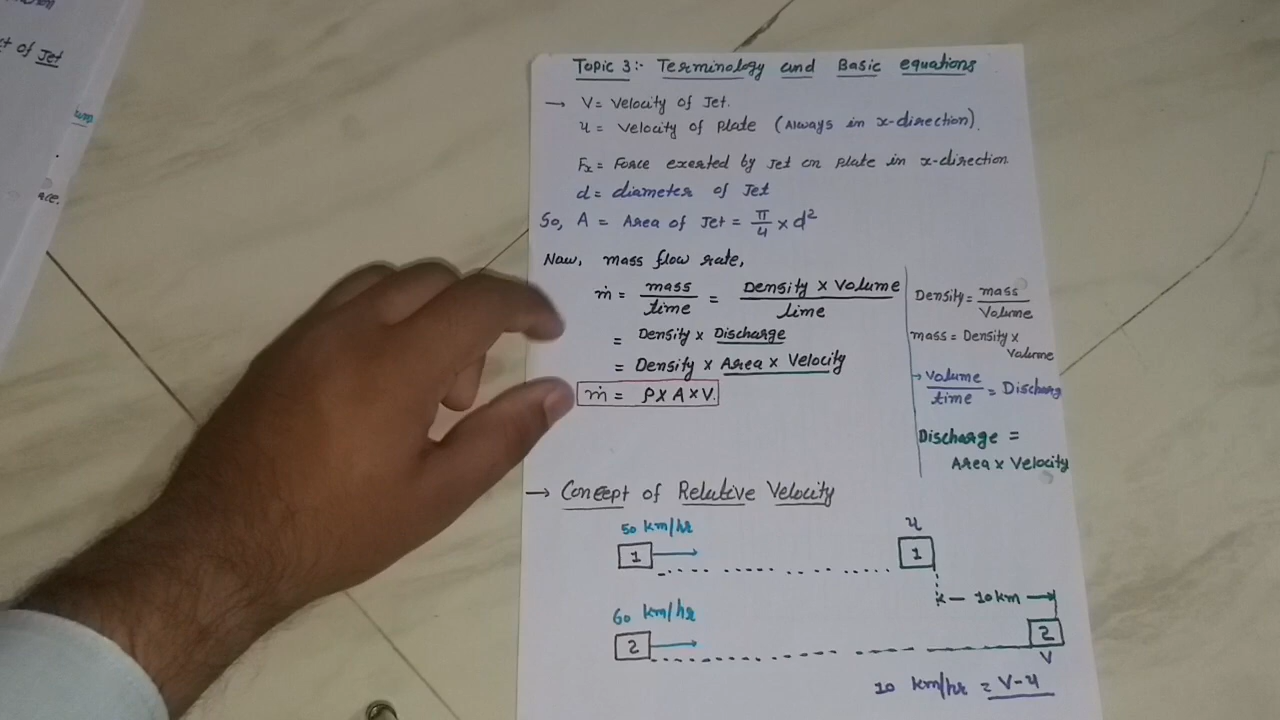 ct of Jet
Topic 3:- Terminology and Basic equations
→ V = Velocity of Jet.
u = Velocity of Plate (Always in x-direction).
Fx = Force exerted by Jet on Plate in x-direction
d = diameter of Jet
So, A = Area of Jet = π/4 × d²
Now, mass flow rate,
ṁ = mass/time = Density × Volume/time
= Density × Discharge
= Density × Area × Velocity
ṁ = ρ × A × V.
Density = mass/Volume
mass = Density ×
Volume
→ Volume/time = Discharg
Discharge =
Area × Velocity
→ Concept of Relative Velocity
50 km/hr
1
u
1
10 km
60 km/hr
2
2
V
10 km/hr = V-u